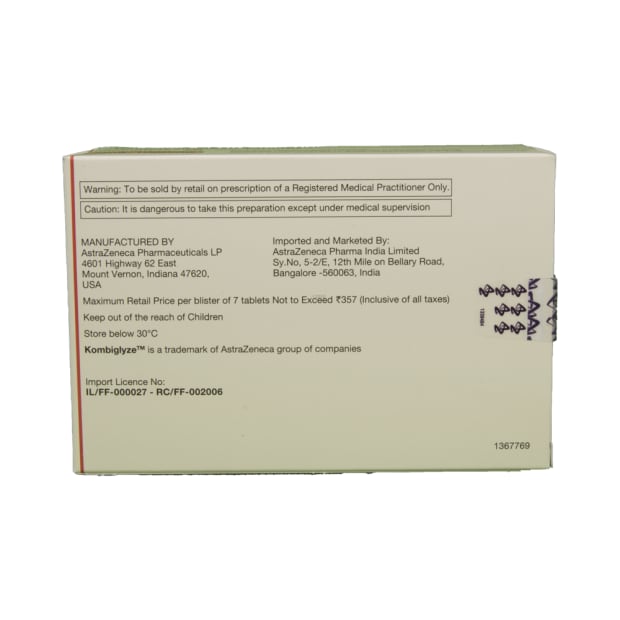 Warning: To be sold by retail on prescription of a Registered Medical Practitioner Only.
Caution: It is dangerous to take this preparation except under medical supervision
MANUFACTURED BY
AstraZeneca Pharmaceuticals LP
4601 Highway 62 East
Mount Vernon, Indiana 47620,
USA
Imported and Marketed By:
AstraZeneca Pharma India Limited
Sy.No, 5-2/E, 12th Mile on Bellary Road,
Bangalore -560063, India
Maximum Retail Price per blister of 7 tablets Not to Exceed ₹357 (Inclusive of all taxes)
Keep out of the reach of Children
Store below 30°C
Kombiglyze™ is a trademark of AstraZeneca group of companies
Import Licence No:
IL/FF-000027 - RC/FF-002006
1367769